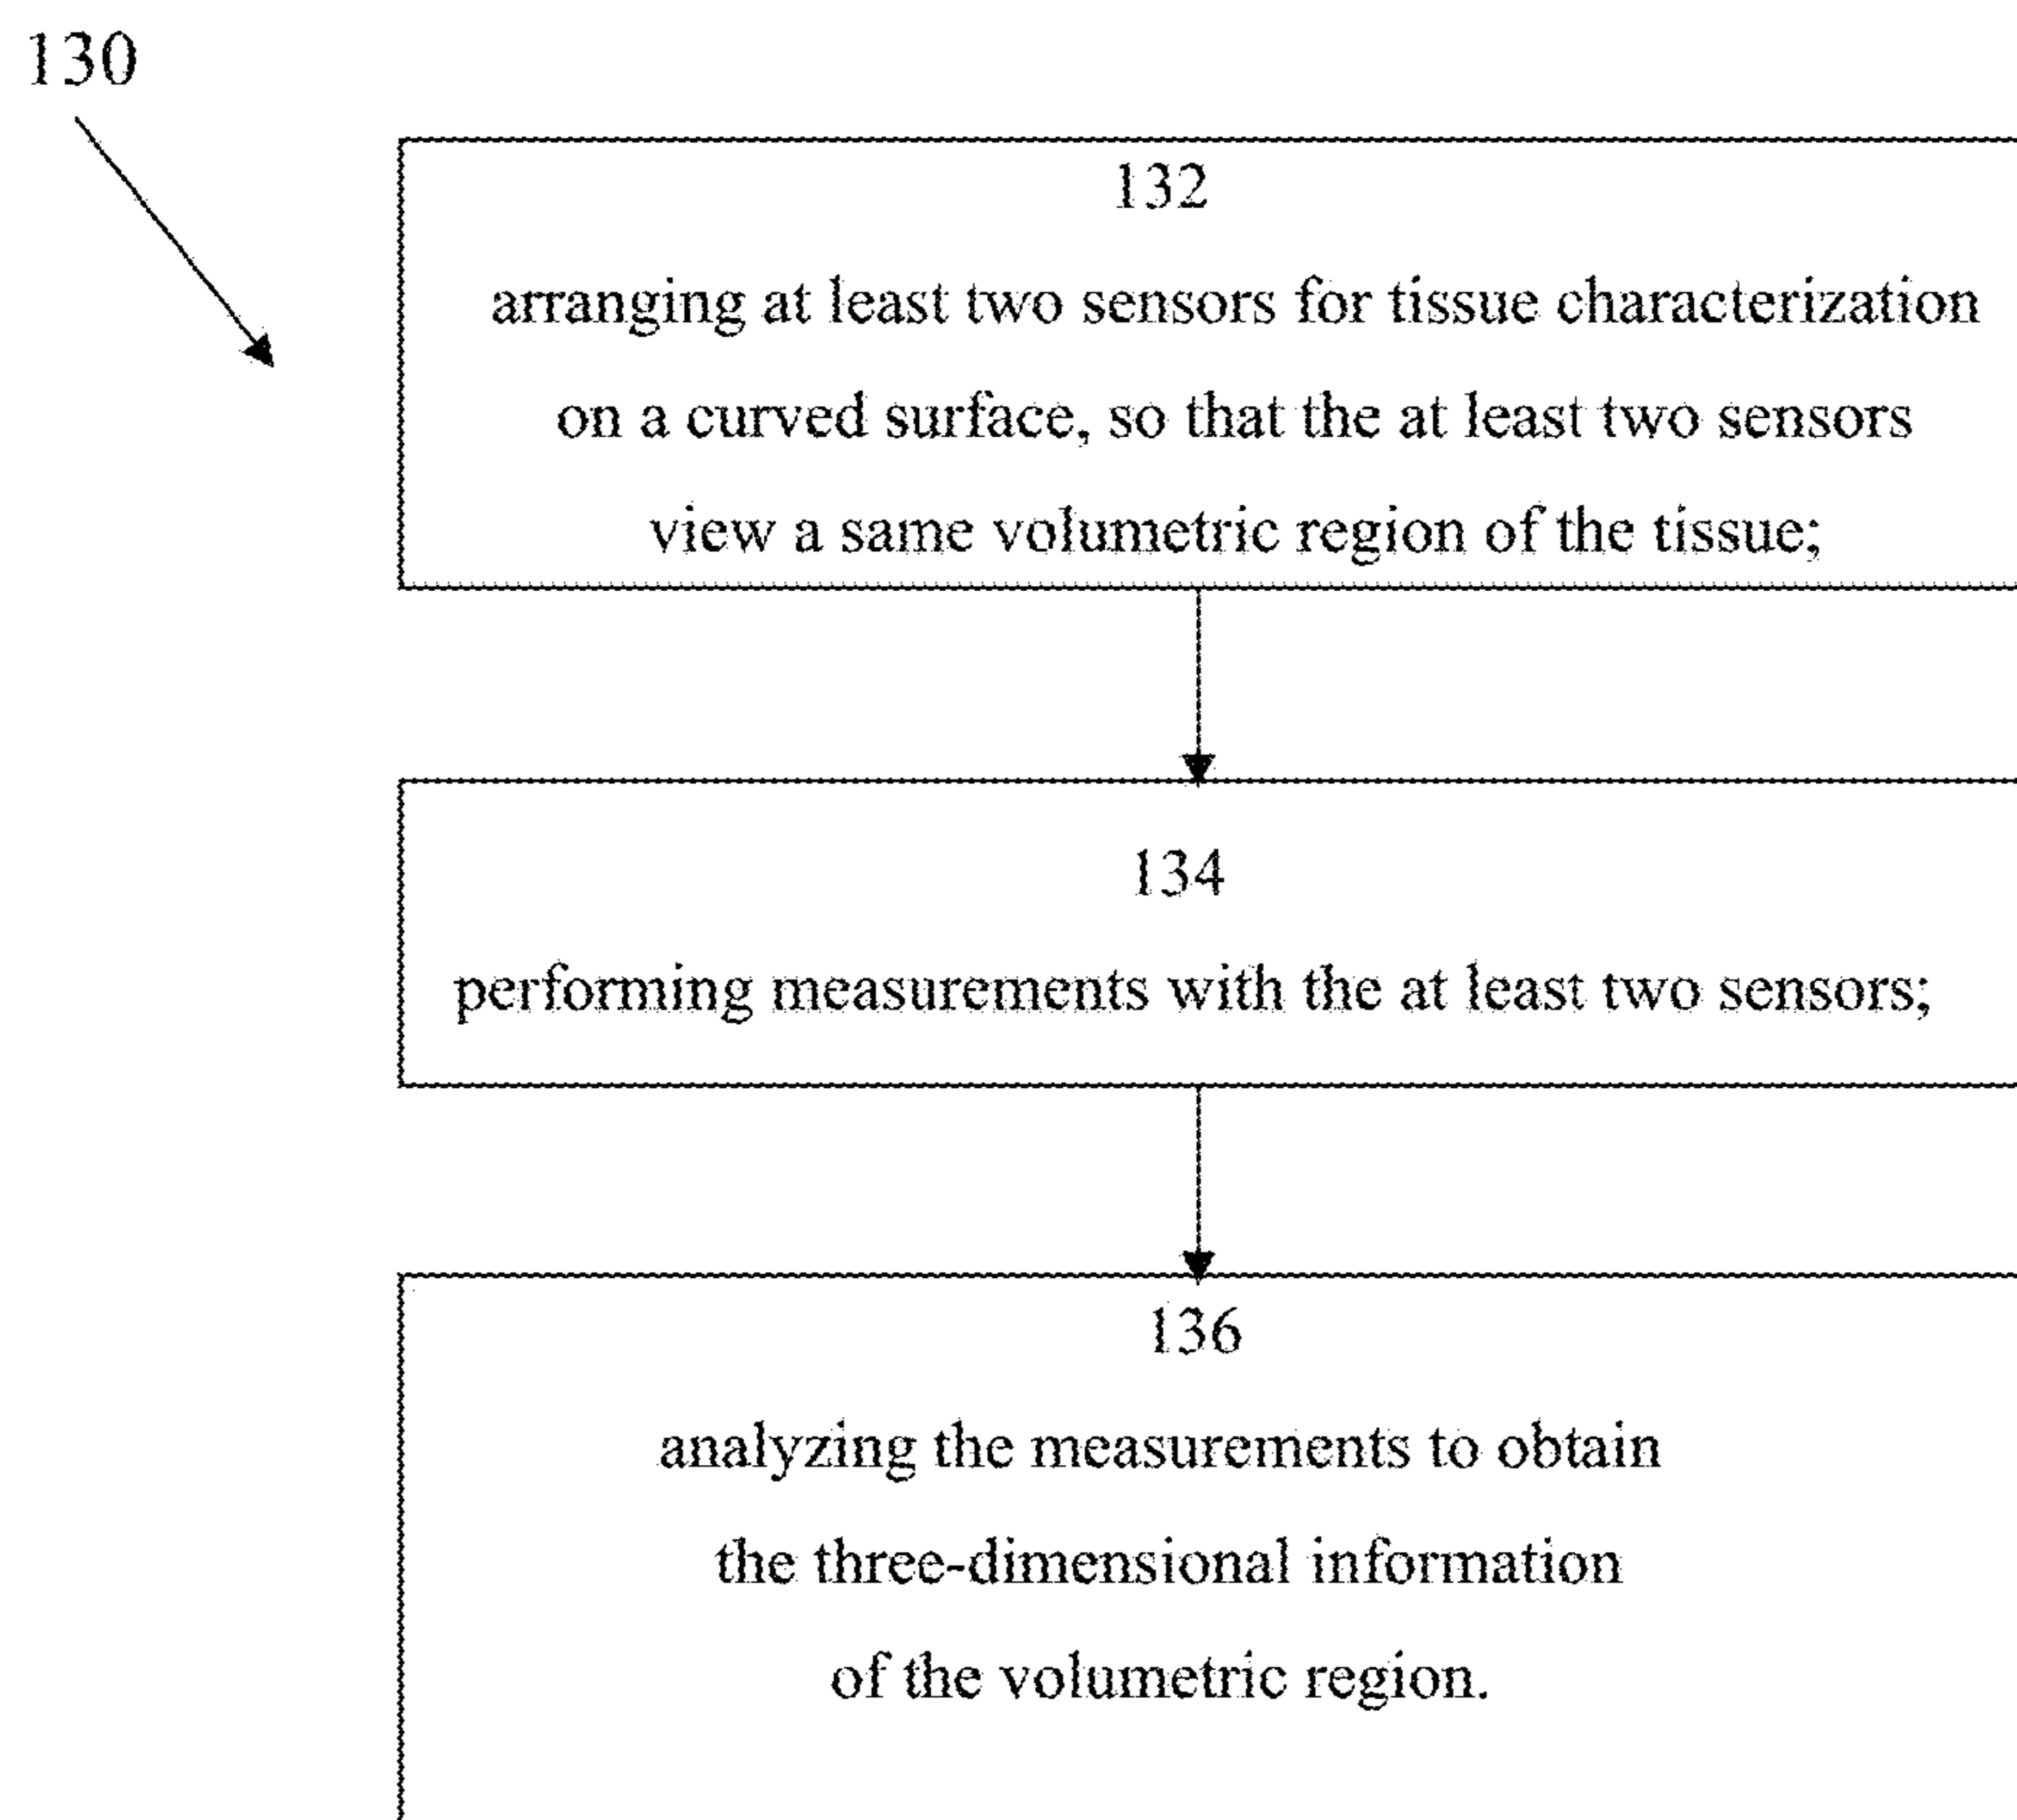 130
132
arranging at least two sensors for tissue characterization
on a curved surface, so that the at least two sensors
view a same volumetric region of the tissue;
134
performing measurements with the at least two sensors;
136
analyzing the measurements to obtain
the three-dimensional information
of the volumetric region.